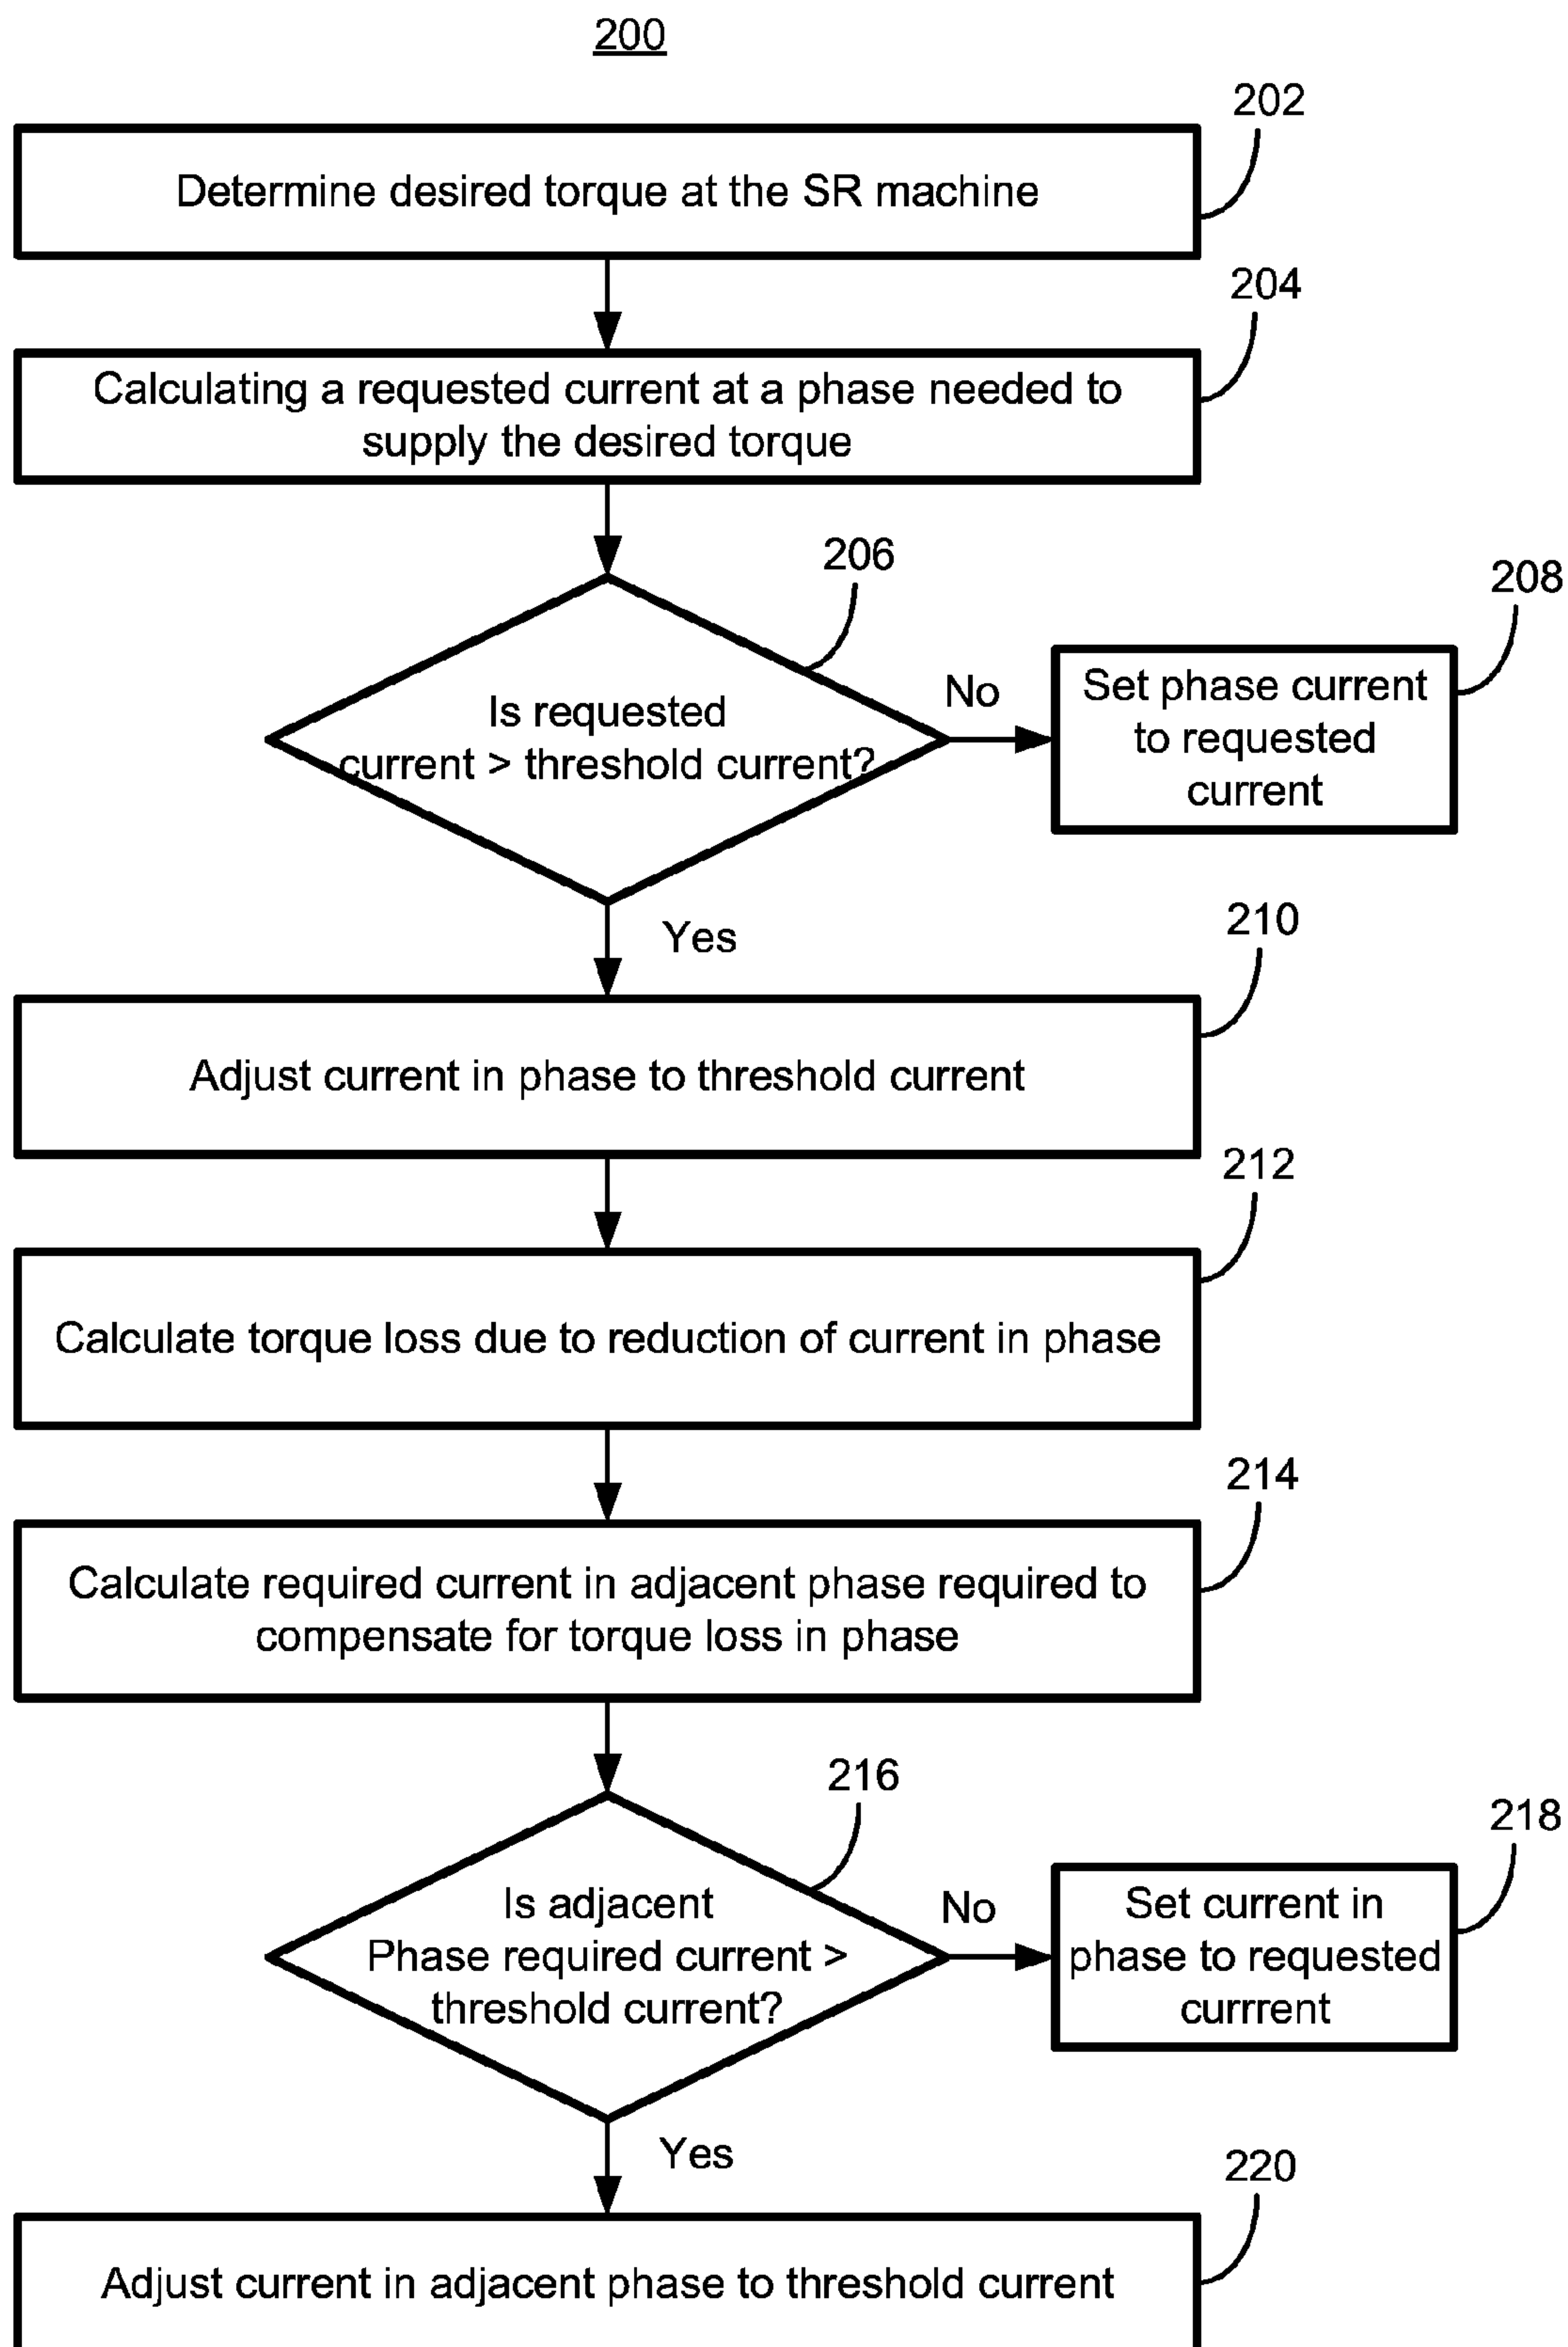 200
202
Determine desired torque at the SR machine
204
Calculating a requested current at a phase needed to
supply the desired torque
206
208
Is requested
current > threshold current?
No
Set phase current
to requested
current
Yes
210
Adjust current in phase to threshold current
212
Calculate torque loss due to reduction of current in phase
214
Calculate required current in adjacent phase required to
compensate for torque loss in phase
216
218
Is adjacent
Phase required current >
threshold current?
No
Set current in
phase to requested
currrent
Yes
220
Adjust current in adjacent phase to threshold current